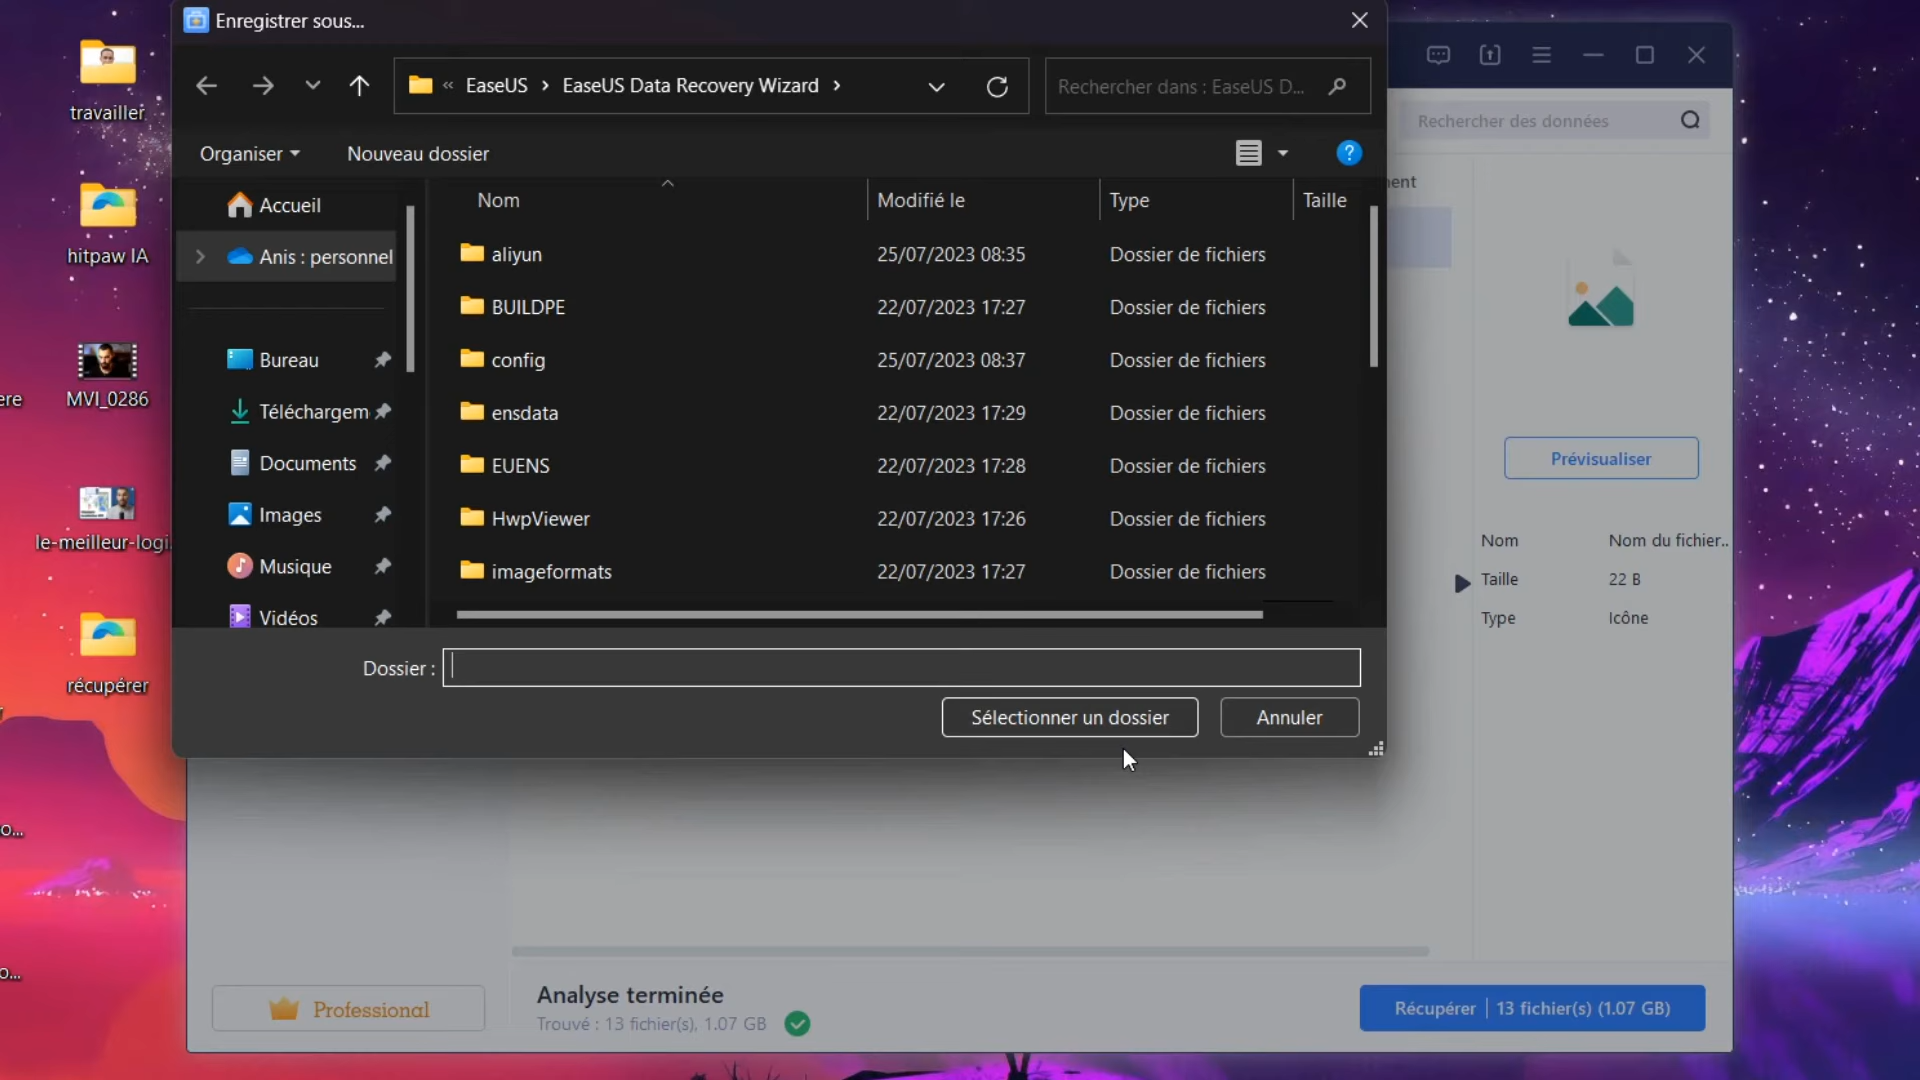 Enregistrer sous...
travailler
« EaseUS > EaseUS Data Recovery Wizard >
Rechercher dans : EaseUS D...
Rechercher des données
Organiser
Nouveau dossier
?
ment
Nom
Modifié le
Type
Taille
Accueil
Anis : personnel
hitpaw IA
aliyun 25/07/2023 08:35 Dossier de fichiers
BUILDPE 22/07/2023 17:27 Dossier de fichiers
config 25/07/2023 08:37 Dossier de fichiers
ensdata 22/07/2023 17:29 Dossier de fichiers
EUENS 22/07/2023 17:28 Dossier de fichiers
HwpViewer 22/07/2023 17:26 Dossier de fichiers
imageformats 22/07/2023 17:27 Dossier de fichiers
Bureau
Téléchargem
Documents
Images
Musique
Vidéos
ere
MVI_0286
le-meilleur-logi.
récupérer
Prévisualiser
Nom Nom du fichier..
Taille 22 B
Type Icône
Dossier :
Sélectionner un dossier
Annuler
o...
o...
Professional
Analyse terminée
Trouvé : 13 fichier(s), 1.07 GB
Récupérer | 13 fichier(s) (1.07 GB)